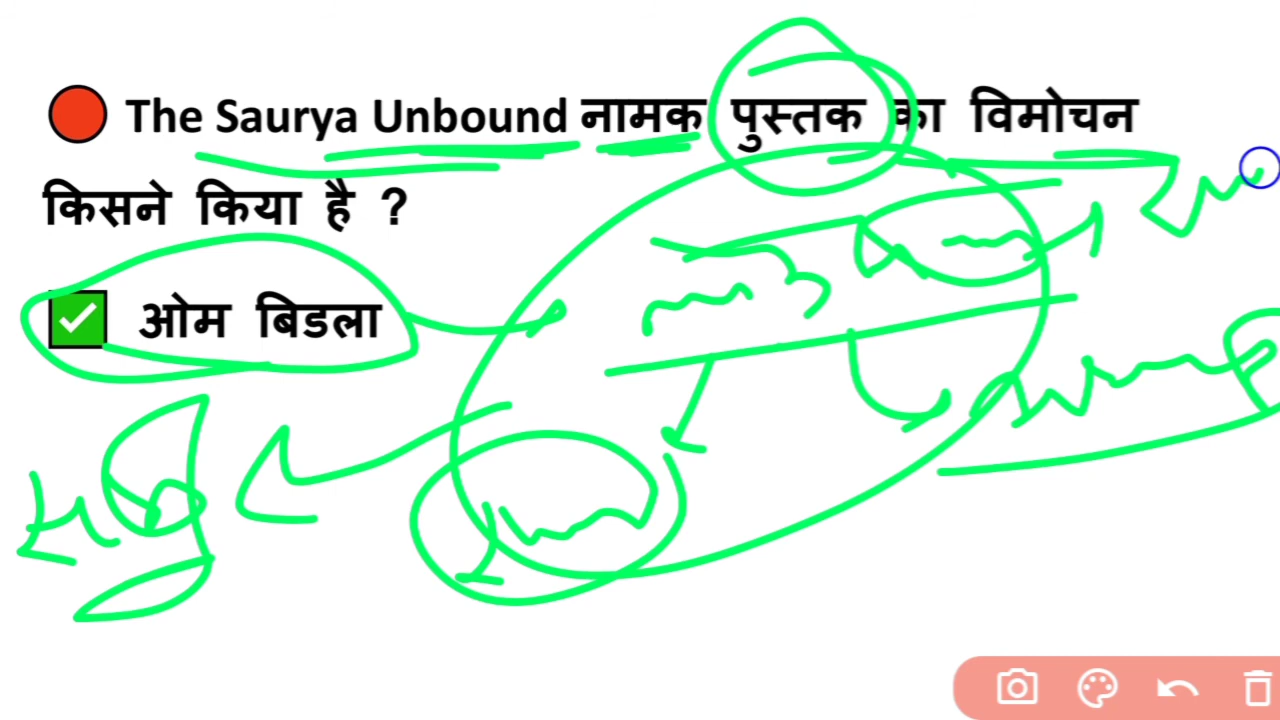 The Saurya Unbound नामक पुस्तक का विमोचन
किसने किया है ?
ओम बिडला